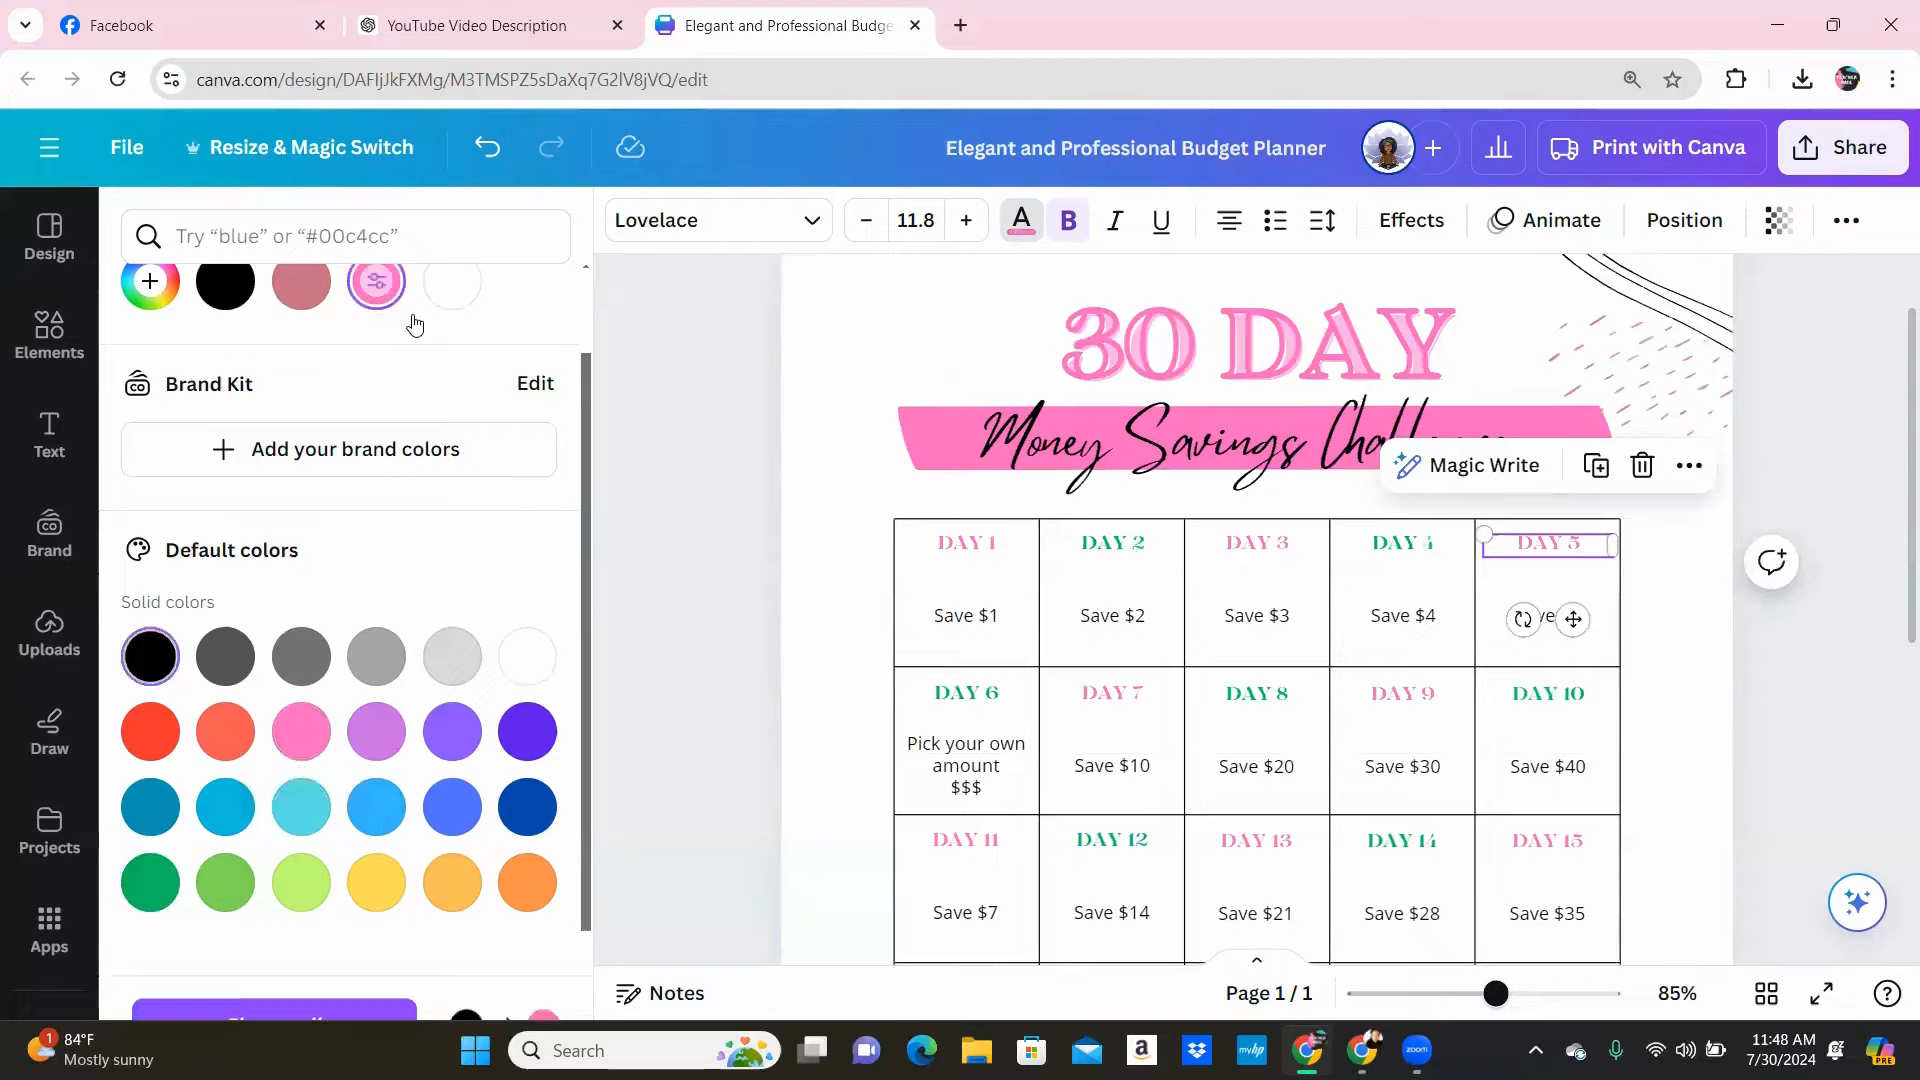 Facebook
YouTube Video Description
Elegant and Professional Budge
canva.com/design/DAFIjJkFXMg/M3TMSPZ5sDaXq7G2lV8jVQ/edit
File
Resize & Magic Switch
Elegant and Professional Budget Planner
Print with Canva
Share
Design
Elements
Text
Brand
Uploads
Draw
Projects
Apps
Try “blue” or “#00c4cc”
Brand Kit
Edit
Add your brand colors
Default colors
Solid colors
Lovelace
11.8
A
B
I
U
Effects
Animate
Position
30 DAY
Money Savings
Magic Write
DAY 1
DAY 2
DAY 3
DAY 4
DAY 5
Save $1
Save $2
Save $3
Save $4
DAY 6
DAY 7
DAY 8
DAY 9
DAY 10
Pick your own
amount
$$$
Save $10
Save $20
Save $30
Save $40
DAY 11
DAY 12
DAY 13
DAY 14
DAY 15
Save $7
Save $14
Save $21
Save $28
Save $35
Notes
Page 1 / 1
85%
1
84°F
Mostly sunny
Search
a
myhp
zoom
11:48 AM
7/30/2024
PRE